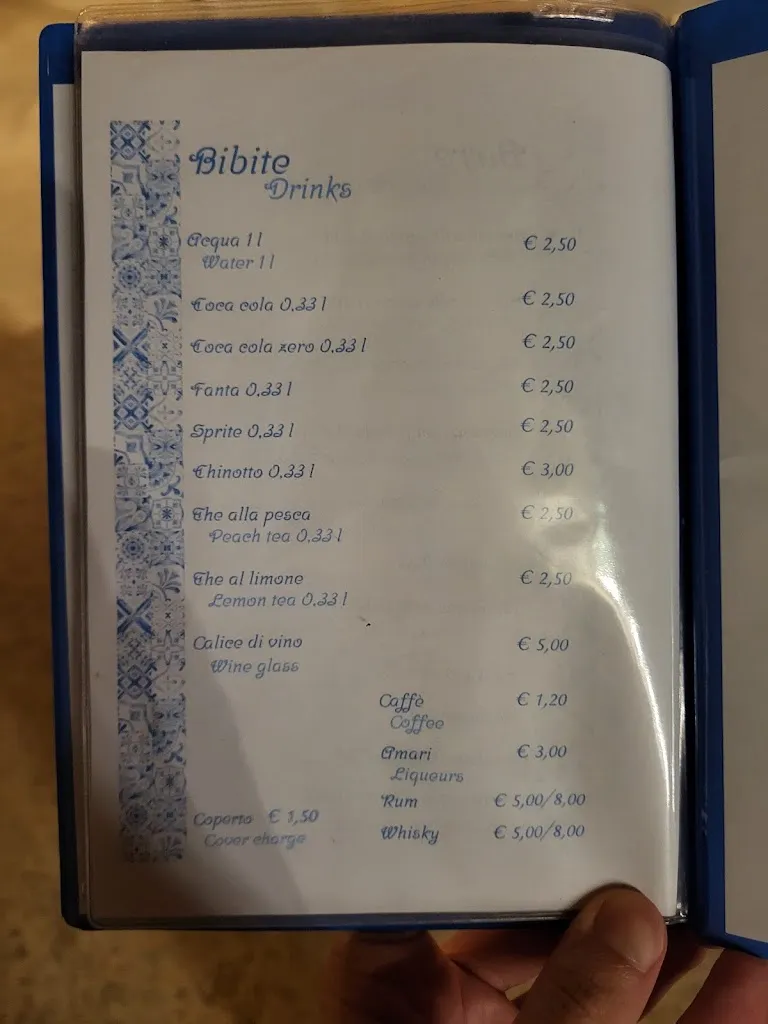 Bibite
Drinks
Acqua 1 l € 2,50
Water 1 l
Coca cola 0,33 l € 2,50
Coca cola zero 0,33 l € 2,50
Fanta 0,33 l € 2,50
Sprite 0,33 l € 2,50
Chinotto 0,33 l € 3,00
The alla pesca € 2,50
Peach tea 0,33 l
The al limone € 2,50
Lemon tea 0,33 l
Calice di vino € 5,00
Wine glass
Caffè € 1,20
Coffee
Amari € 3,00
Liqueurs
Rum € 5,00/8,00
Coperto € 1,50
Whisky € 5,00/8,00
Cover charge